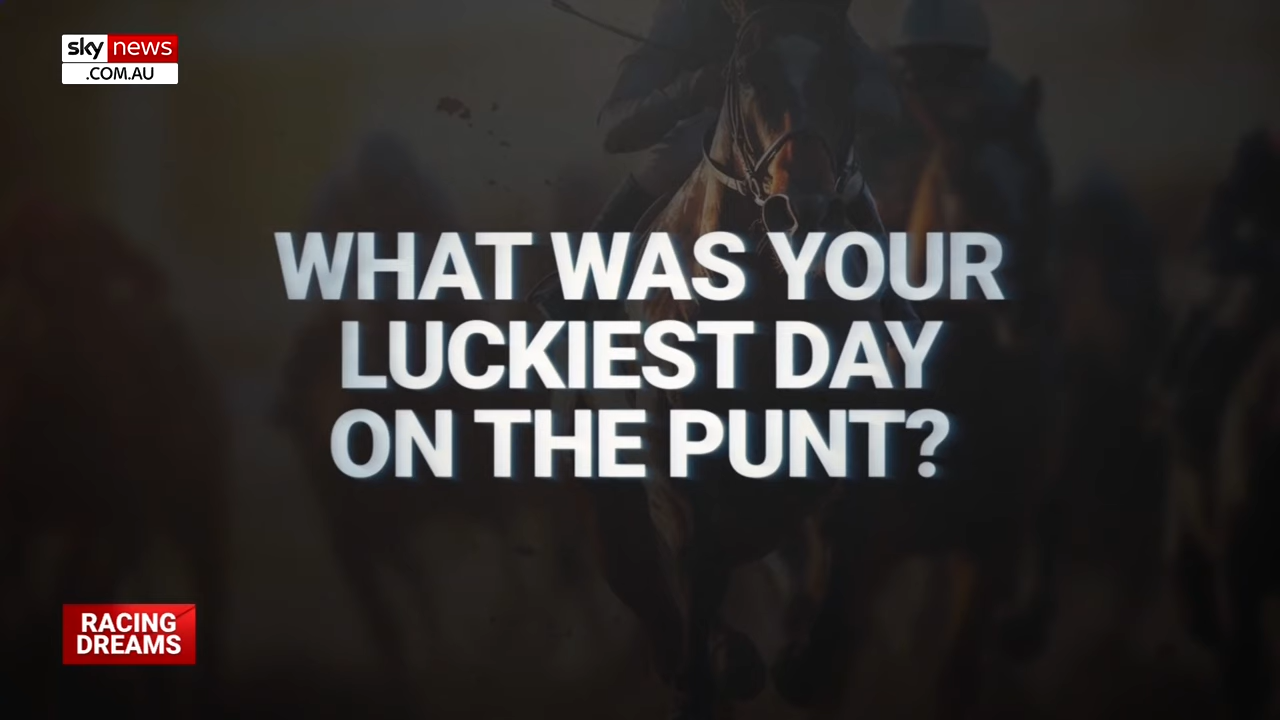 sky news
.COM.AU
WHAT WAS YOUR
LUCKIEST DAY
ON THE PUNT?
RACING
DREAMS